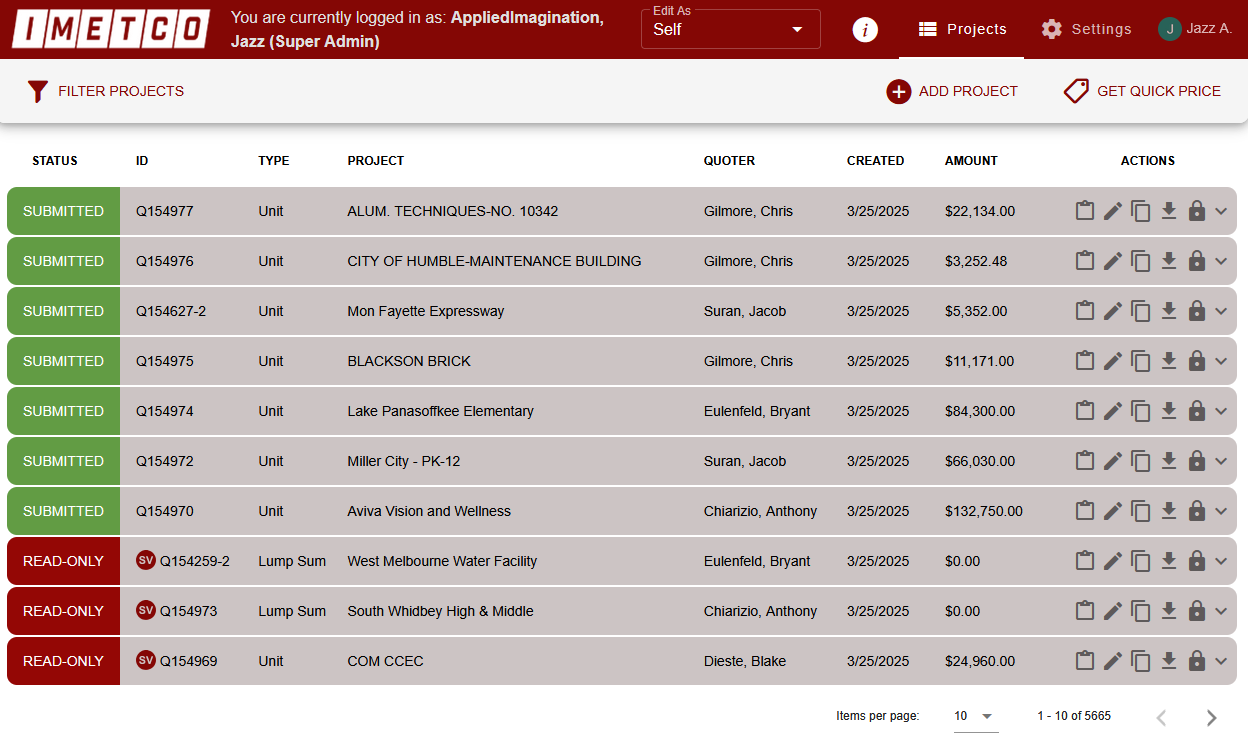 IMETCO
You are currently logged in as: AppliedImagination,
Jazz (Super Admin)
Edit As
Self
i
Projects
Settings
J Jazz A.
FILTER PROJECTS
ADD PROJECT
GET QUICK PRICE
STATUS ID TYPE PROJECT QUOTER CREATED AMOUNT ACTIONS
SUBMITTED Q154977 Unit ALUM. TECHNIQUES-NO. 10342 Gilmore, Chris 3/25/2025 $22,134.00
SUBMITTED Q154976 Unit CITY OF HUMBLE-MAINTENANCE BUILDING Gilmore, Chris 3/25/2025 $3,252.48
SUBMITTED Q154627-2 Unit Mon Fayette Expressway Suran, Jacob 3/25/2025 $5,352.00
SUBMITTED Q154975 Unit BLACKSON BRICK Gilmore, Chris 3/25/2025 $11,171.00
SUBMITTED Q154974 Unit Lake Panasoffkee Elementary Eulenfeld, Bryant 3/25/2025 $84,300.00
SUBMITTED Q154972 Unit Miller City - PK-12 Suran, Jacob 3/25/2025 $66,030.00
SUBMITTED Q154970 Unit Aviva Vision and Wellness Chiarizio, Anthony 3/25/2025 $132,750.00
READ-ONLY SV Q154259-2 Lump Sum West Melbourne Water Facility Eulenfeld, Bryant 3/25/2025 $0.00
READ-ONLY SV Q154973 Lump Sum South Whidbey High & Middle Chiarizio, Anthony 3/25/2025 $0.00
READ-ONLY SV Q154969 Unit COM CCEC Dieste, Blake 3/25/2025 $24,960.00
Items per page: 10 1 - 10 of 5665